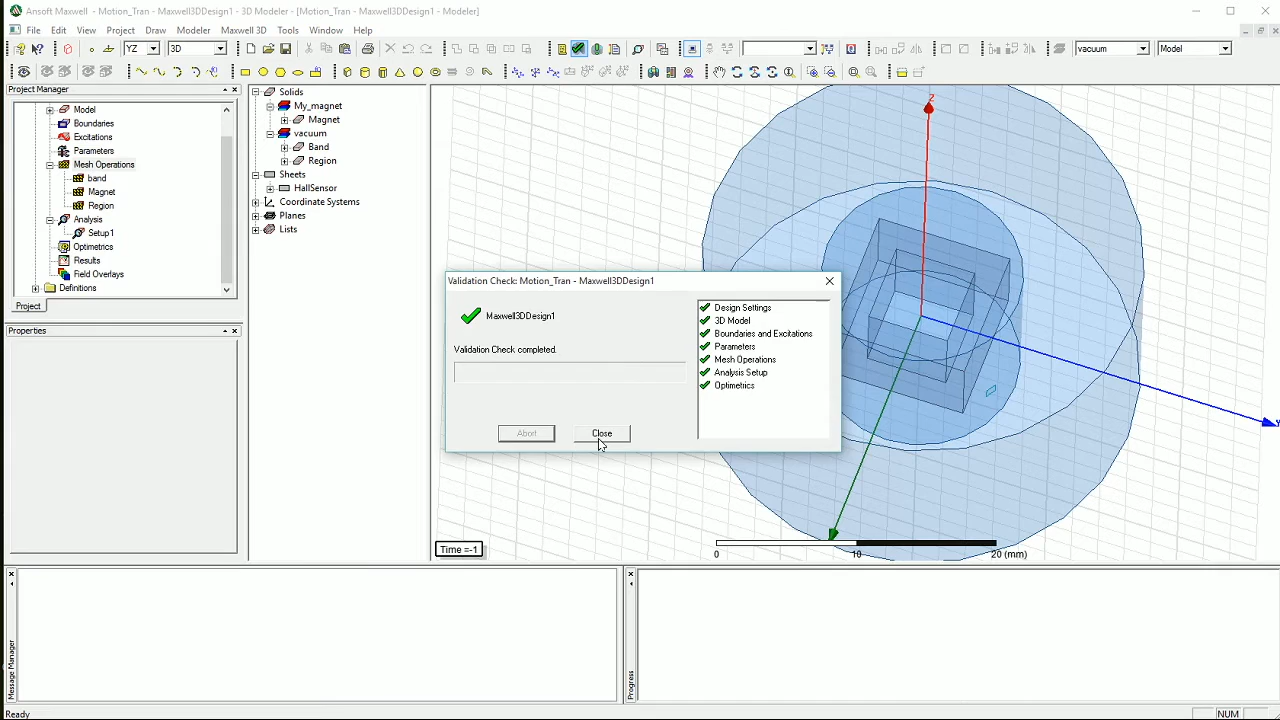 Ansoft Maxwell - Motion_Tran - Maxwell3DDesign1 - 3D Modeler - [Motion_Tran - Maxwell3DDesign1 - Modeler]
File Edit View Project Draw Modeler Maxwell 3D Tools Window Help
YZ 3D vacuum Model
Project Manager
Model
Boundaries
Excitations
Parameters
Mesh Operations
band
Magnet
Region
Analysis
Setup1
Optimetrics
Results
Field Overlays
Definitions
Project
Properties
Solids
My_magnet
Magnet
vacuum
Band
Region
Sheets
HallSensor
Coordinate Systems
Planes
Lists
Z
Validation Check: Motion_Tran - Maxwell3DDesign1
Maxwell3DDesign1
Validation Check completed.
Abort
Close
Design Settings
3D Model
Boundaries and Excitations
Parameters
Mesh Operations
Analysis Setup
Optimetrics
Time =-1
0 10 20 (mm)
Message Manager
Progress
Ready
NUM